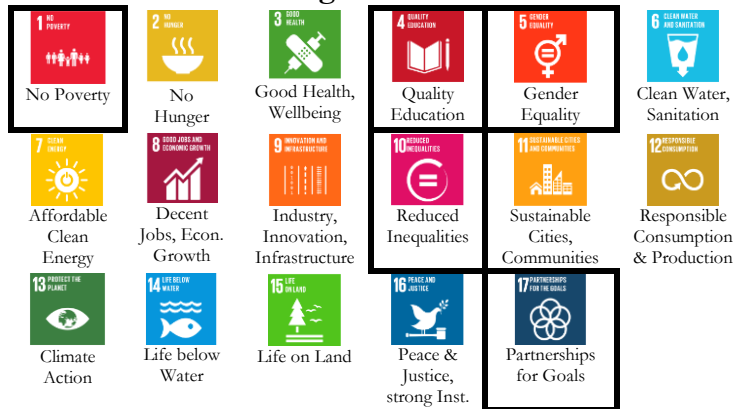 1 NO POVERTY
No Poverty
2 NO HUNGER
No
Hunger
3 GOOD HEALTH
Good Health,
Wellbeing
4 QUALITY EDUCATION
Quality
Education
5 GENDER EQUALITY
Gender
Equality
6 CLEAN WATER AND SANITATION
Clean Water,
Sanitation
7 CLEAN ENERGY
Affordable
Clean
Energy
8 GOOD JOBS AND ECONOMIC GROWTH
Decent
Jobs, Econ.
Growth
9 INNOVATION AND INFRASTRUCTURE
Industry,
Innovation,
Infrastructure
10 REDUCED INEQUALITIES
Reduced
Inequalities
11 SUSTAINABLE CITIES AND COMMUNITIES
Sustainable
Cities,
Communities
12 RESPONSIBLE CONSUMPTION
Responsible
Consumption
& Production
13 PROTECT THE PLANET
Climate
Action
14 LIFE BELOW WATER
Life below
Water
15 LIFE ON LAND
Life on Land
16 PEACE AND JUSTICE
Peace &
Justice,
strong Inst.
17 PARTNERSHIPS FOR THE GOALS
Partnerships
for Goals